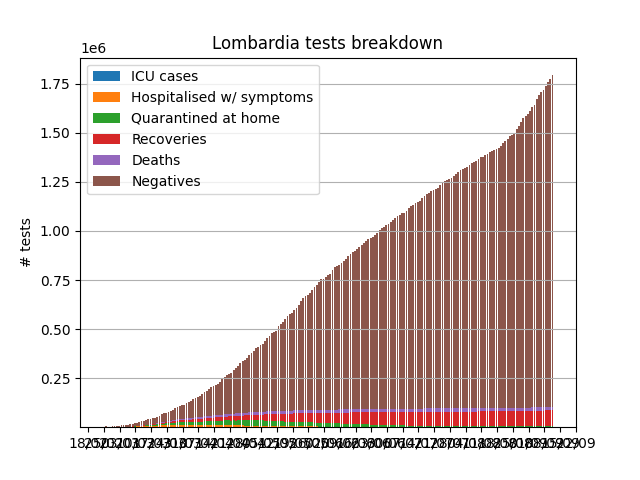 Lombardia tests breakdown
1e6
ICU cases
Hospitalised w/ symptoms
Quarantined at home
Recoveries
Deaths
Negatives
1.75
1.50
1.25
1.00
0.75
0.50
0.25
# tests